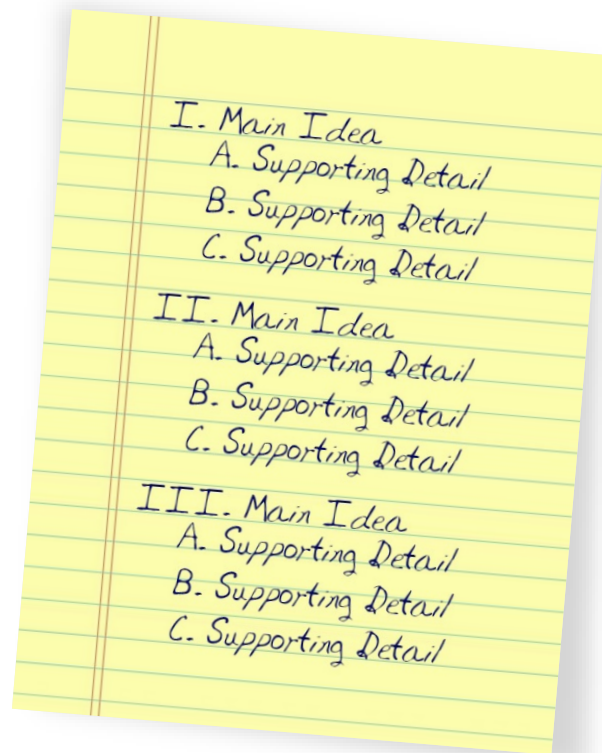 I. Main Idea
A. Supporting Detail
B. Supporting Detail
C. Supporting Detail
II. Main Idea
A. Supporting Detail
B. Supporting Detail
C. Supporting Detail
III. Main Idea
A. Supporting Detail
B. Supporting Detail
C. Supporting Detail